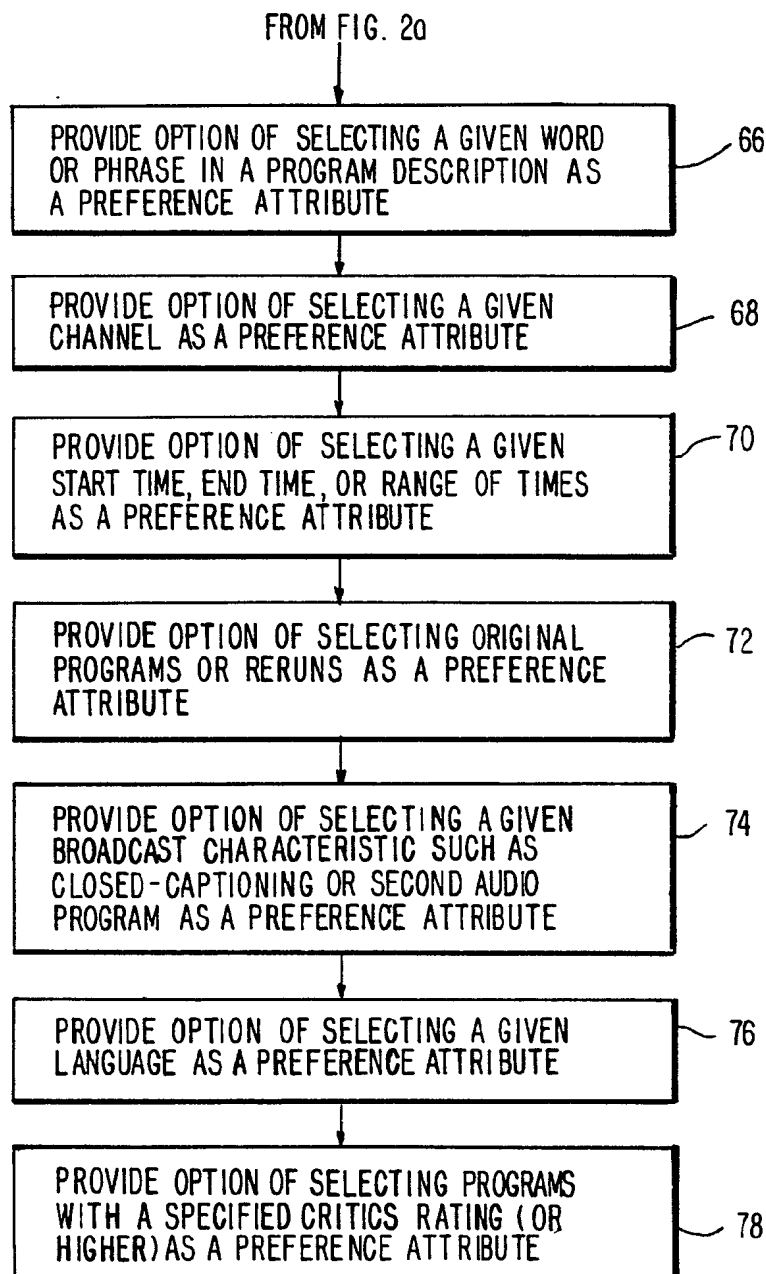 FROM FIG. 2a
PROVIDE OPTION OF SELECTING A GIVEN WORD
OR PHRASE IN A PROGRAM DESCRIPTION AS
A PREFERENCE ATTRIBUTE
66
PROVIDE OPTION OF SELECTING A GIVEN
CHANNEL AS A PREFERENCE ATTRIBUTE
68
PROVIDE OPTION OF SELECTING A GIVEN
START TIME, END TIME, OR RANGE OF TIMES
AS A PREFERENCE ATTRIBUTE
70
PROVIDE OPTION OF SELECTING ORIGINAL
PROGRAMS OR RERUNS AS A PREFERENCE
ATTRIBUTE
72
PROVIDE OPTION OF SELECTING A GIVEN
BROADCAST CHARACTERISTIC SUCH AS
CLOSED-CAPTIONING OR SECOND AUDIO
PROGRAM AS A PREFERENCE ATTRIBUTE
74
PROVIDE OPTION OF SELECTING A GIVEN
LANGUAGE AS A PREFERENCE ATTRIBUTE
76
PROVIDE OPTION OF SELECTING PROGRAMS
WITH A SPECIFIED CRITICS RATING (OR
HIGHER) AS A PREFERENCE ATTRIBUTE
78